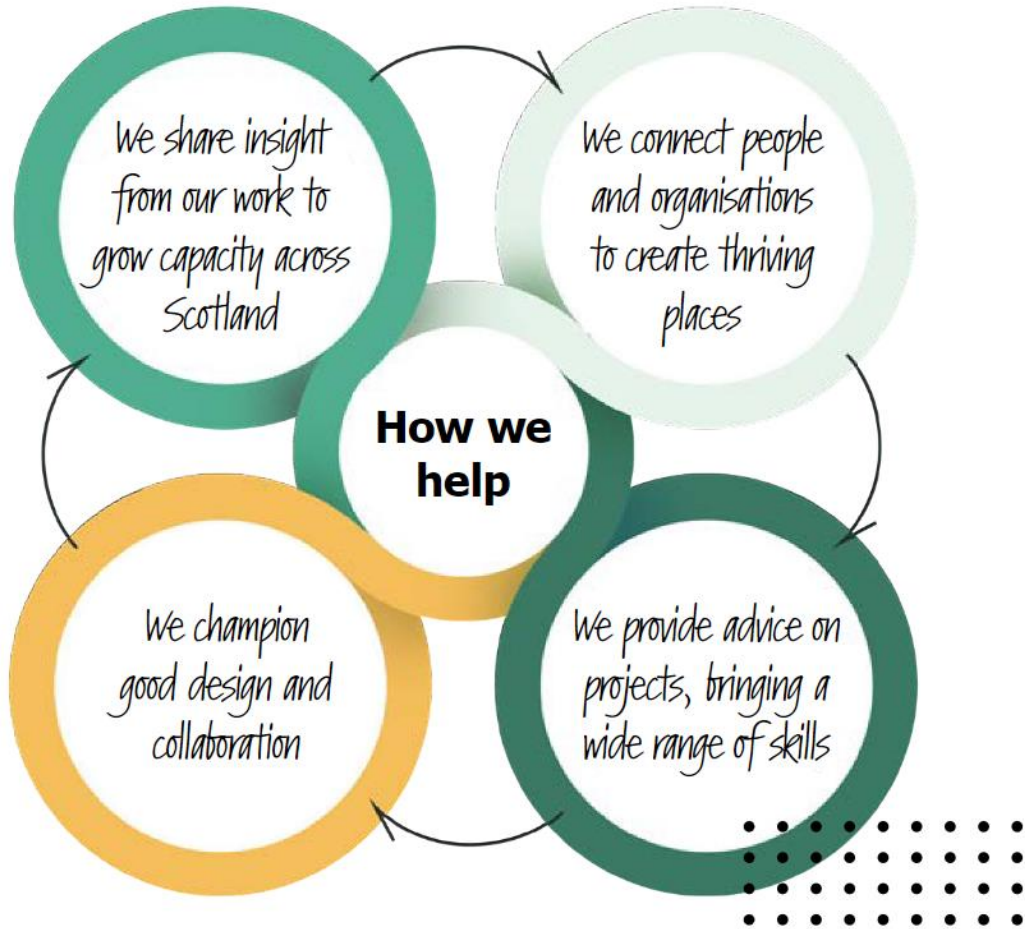 We share insight
from our work to
grow capacity across
Scotland
We connect people
and organisations
to create thriving
places
How we
help
We champion
good design and
collaboration
We provide advice on
projects, bringing a
wide range of skills